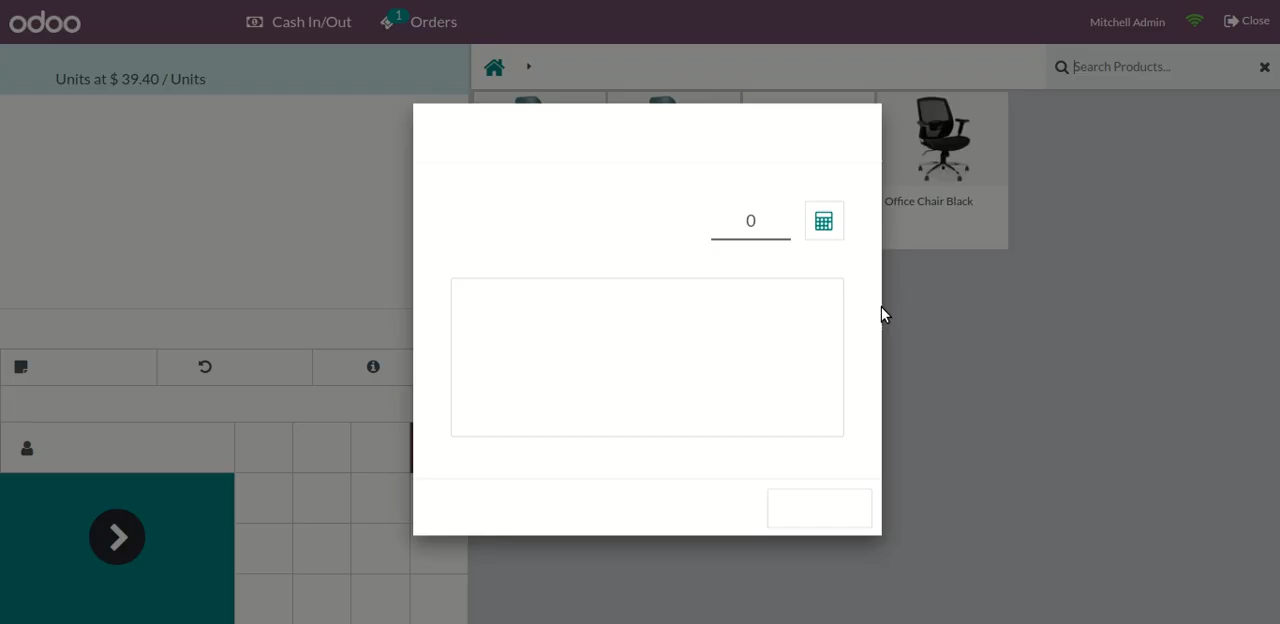 odoo
Cash In/Out
1
Orders
Mitchell Admin
Close
Units at $ 39.40 / Units
Search Products...
0
Office Chair Black